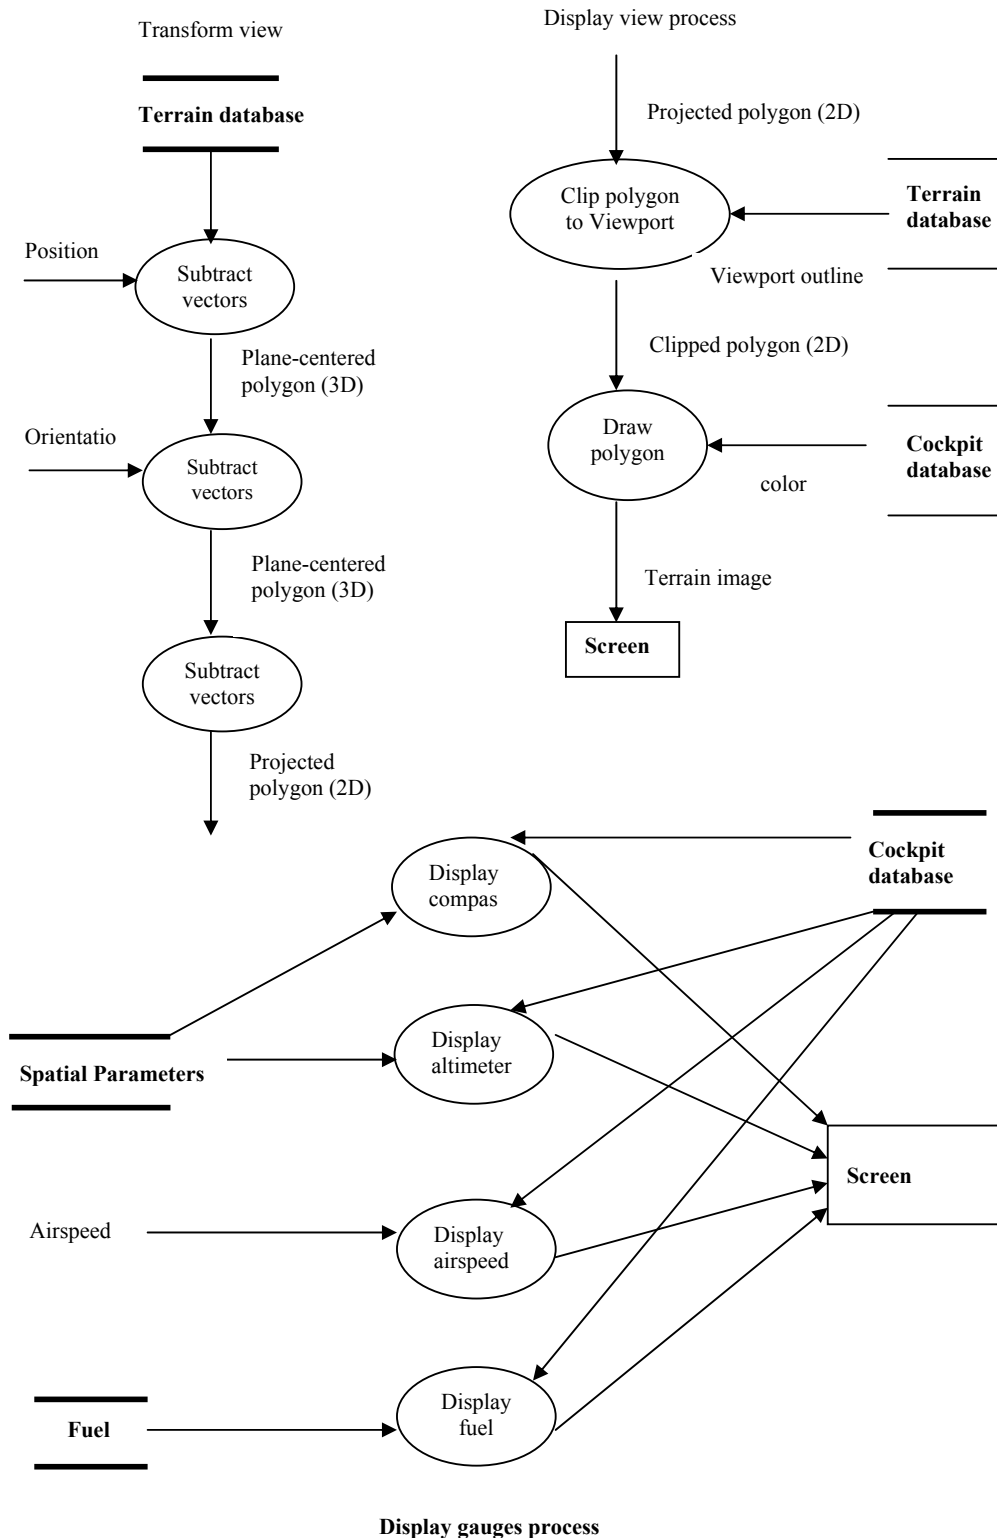 Transform view
Terrain database
Position
Subtract
vectors
Plane-centered
polygon (3D)
Orientatio
Subtract
vectors
Plane-centered
polygon (3D)
Subtract
vectors
Projected
polygon (2D)
Display view process
Projected polygon (2D)
Clip polygon
to Viewport
Terrain
database
Viewport outline
Clipped polygon (2D)
Draw
polygon
Cockpit
database
color
Terrain image
Screen
Cockpit
database
Display
compas
Display
altimeter
Spatial Parameters
Screen
Airspeed
Display
airspeed
Fuel
Display
fuel
Display gauges process